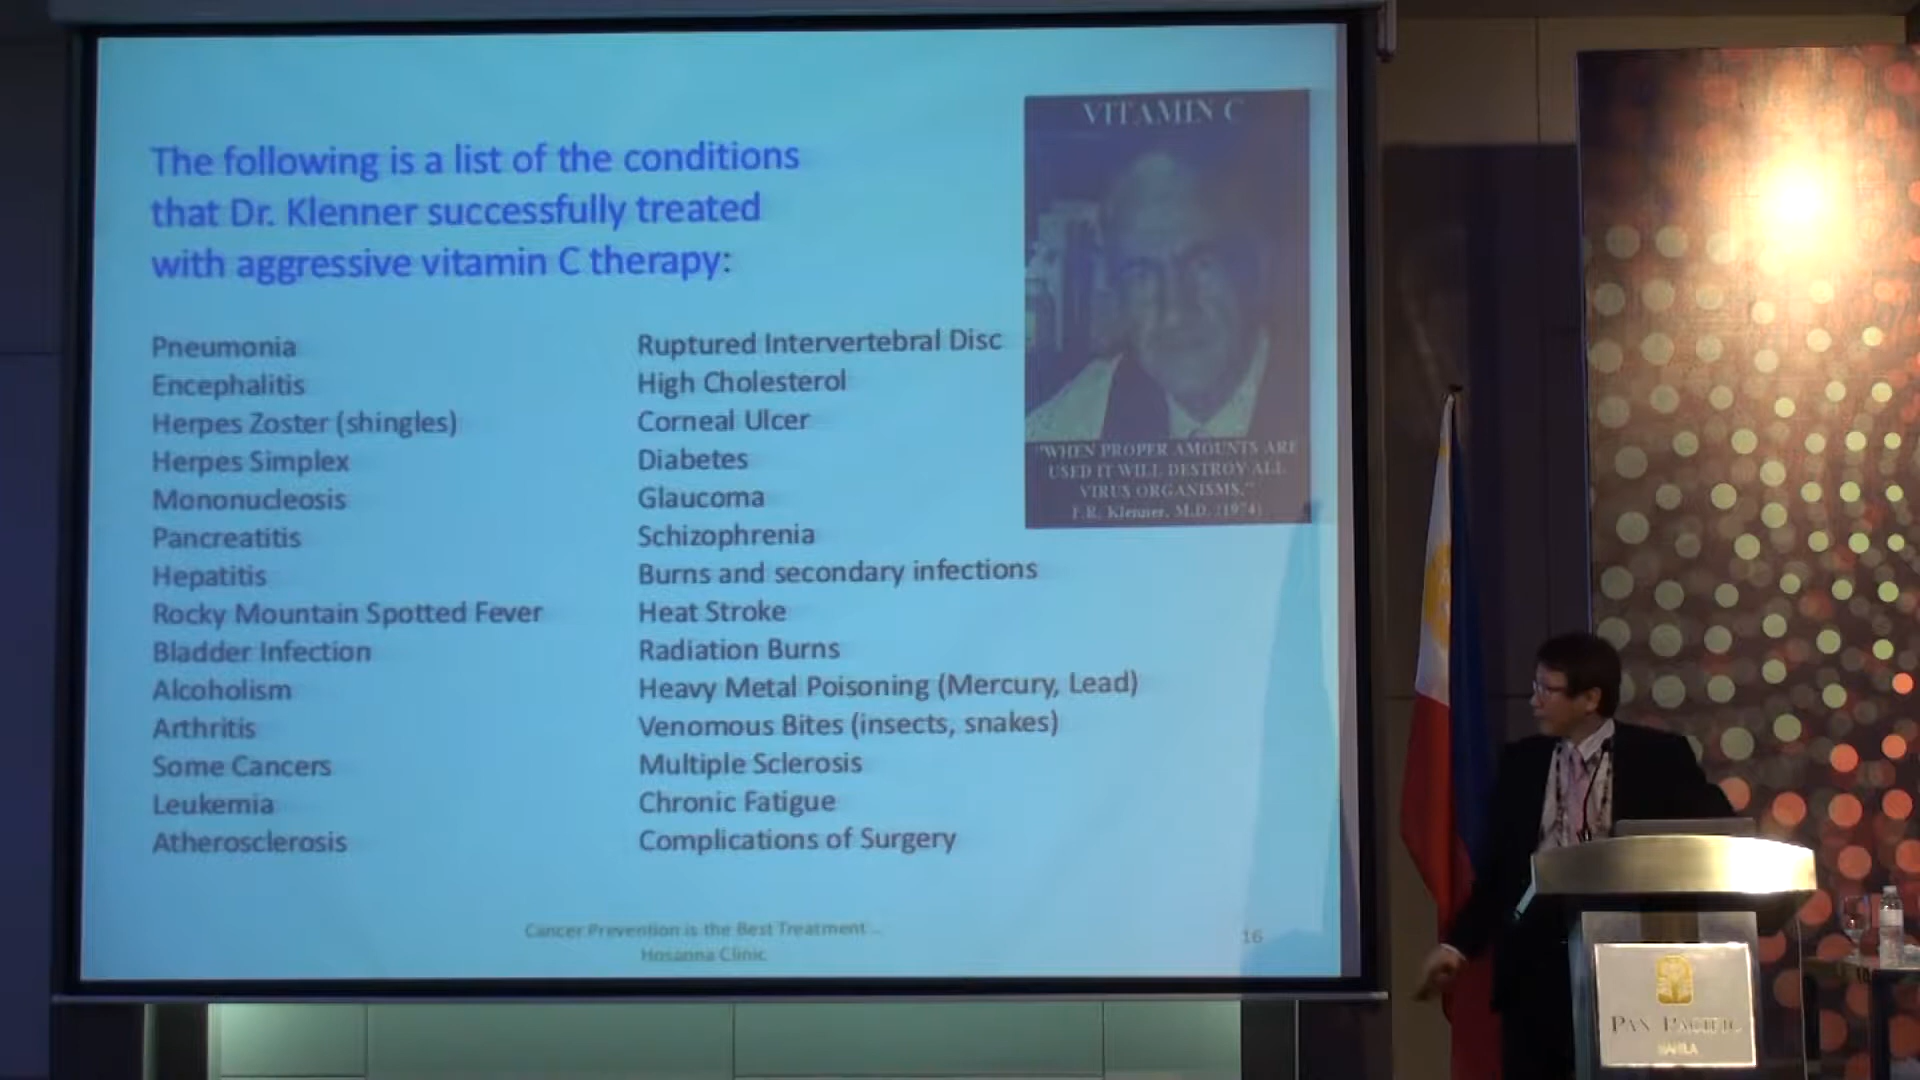 The following is a list of the conditions
that Dr. Klenner successfully treated
with aggressive vitamin C therapy:
Pneumonia
Encephalitis
Herpes Zoster (shingles)
Herpes Simplex
Mononucleosis
Pancreatitis
Hepatitis
Rocky Mountain Spotted Fever
Bladder Infection
Alcoholism
Arthritis
Some Cancers
Leukemia
Atherosclerosis
Ruptured Intervertebral Disc
High Cholesterol
Corneal Ulcer
Diabetes
Glaucoma
Schizophrenia
Burns and secondary infections
Heat Stroke
Radiation Burns
Heavy Metal Poisoning (Mercury, Lead)
Venomous Bites (insects, snakes)
Multiple Sclerosis
Chronic Fatigue
Complications of Surgery
VITAMIN C
"WHEN PROPER AMOUNTS ARE
USED IT WILL DESTROY ALL
VIRUS ORGANISMS."
F.R. Klenner, M.D. (1974)
Cancer Prevention is the Best Treatment...
Hosanna Clinic
16
PAN PACIFIC
MANILA